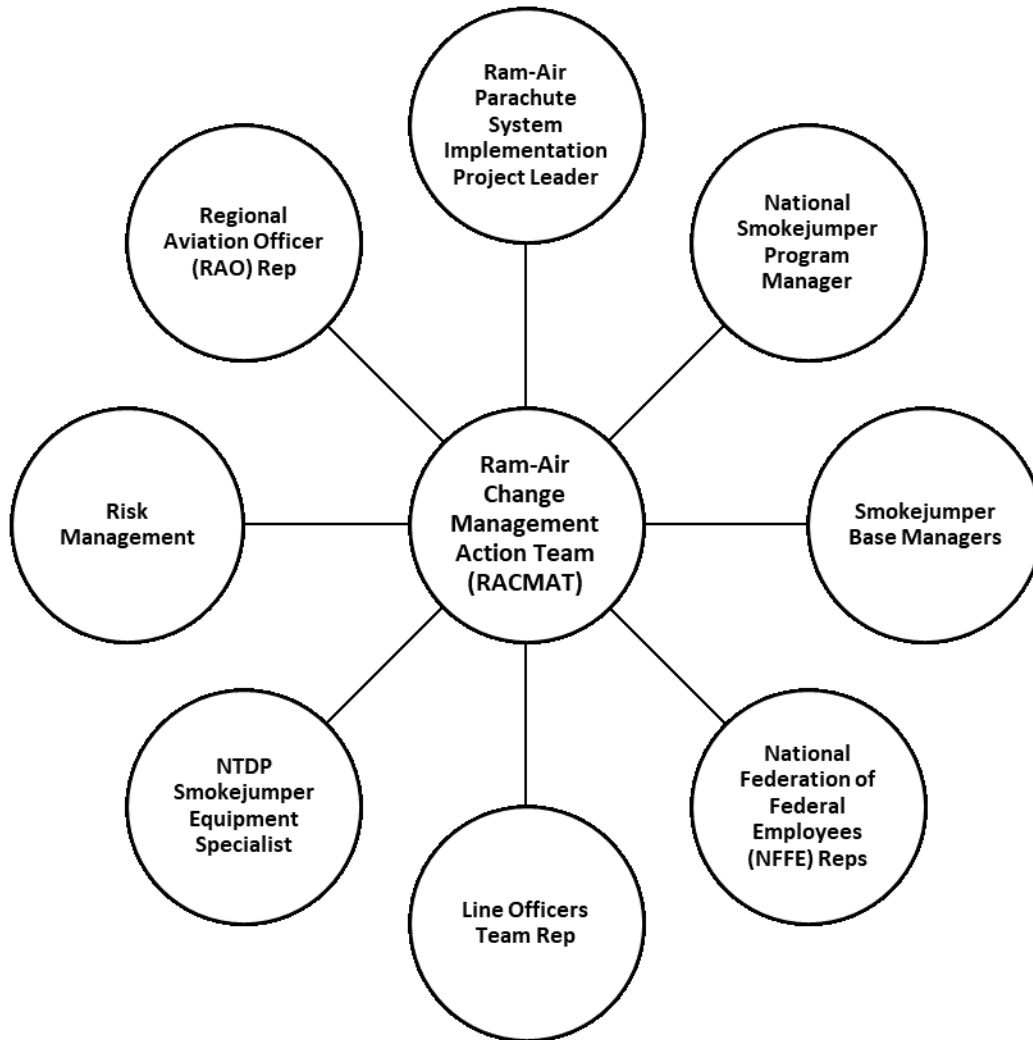 Ram-Air
Parachute
System
Implementation
Project Leader
Regional
Aviation Officer
(RAO) Rep
National
Smokejumper
Program
Manager
Risk
Management
Ram-Air
Change
Management
Action Team
(RACMAT)
Smokejumper
Base Managers
NTDP
Smokejumper
Equipment
Specialist
National
Federation of
Federal
Employees
(NFFE) Reps
Line Officers
Team Rep